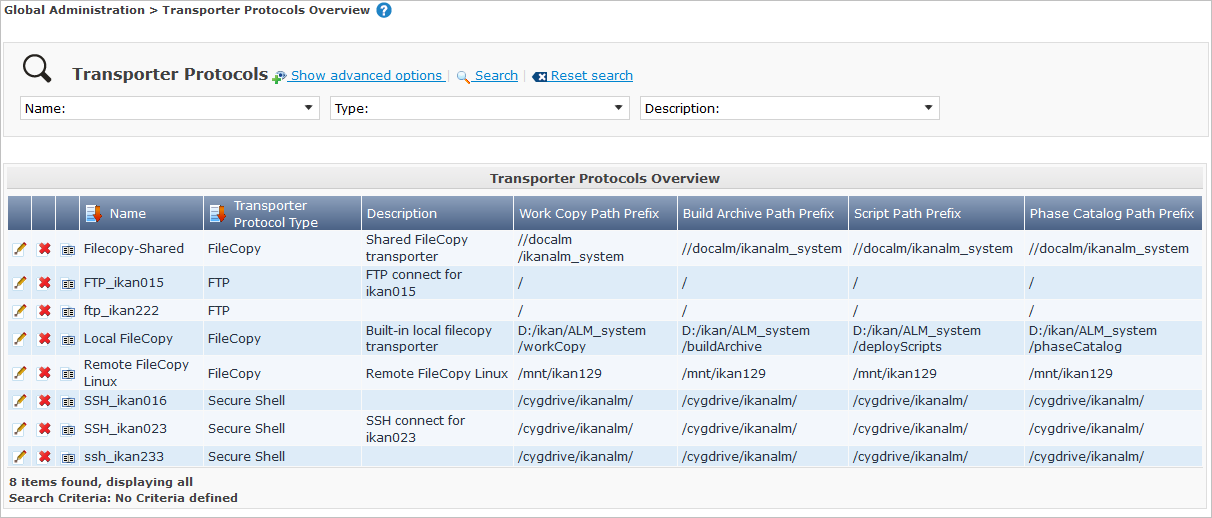 Global Administration > Transporter Protocols Overview ?
Transporter Protocols Show advanced options | Search | Reset search
Name: Type: Description:
Transporter Protocols Overview
Name Transporter Protocol Type Description Work Copy Path Prefix Build Archive Path Prefix Script Path Prefix Phase Catalog Path Prefix
Filecopy-Shared FileCopy Shared FileCopy transporter //docalm/ikanalm_system //docalm/ikanalm_system //docalm/ikanalm_system //docalm/ikanalm_system
FTP_ikan015 FTP FTP connect for ikan015 / / / /
ftp_ikan222 FTP / / / /
Local FileCopy FileCopy Built-in local filecopy transporter D:/ikan/ALM_system/workCopy D:/ikan/ALM_system/buildArchive D:/ikan/ALM_system/deployScripts D:/ikan/ALM_system/phaseCatalog
Remote FileCopy Linux FileCopy Remote FileCopy Linux /mnt/ikan129 /mnt/ikan129 /mnt/ikan129 /mnt/ikan129
SSH_ikan016 Secure Shell /cygdrive/ikanalm/ /cygdrive/ikanalm/ /cygdrive/ikanalm/ /cygdrive/ikanalm/
SSH_ikan023 Secure Shell SSH connect for ikan023 /cygdrive/ikanalm/ /cygdrive/ikanalm/ /cygdrive/ikanalm/ /cygdrive/ikanalm/
ssh_ikan233 Secure Shell /cygdrive/ikanalm/ /cygdrive/ikanalm/ /cygdrive/ikanalm/ /cygdrive/ikanalm/
8 items found, displaying all
Search Criteria: No Criteria defined